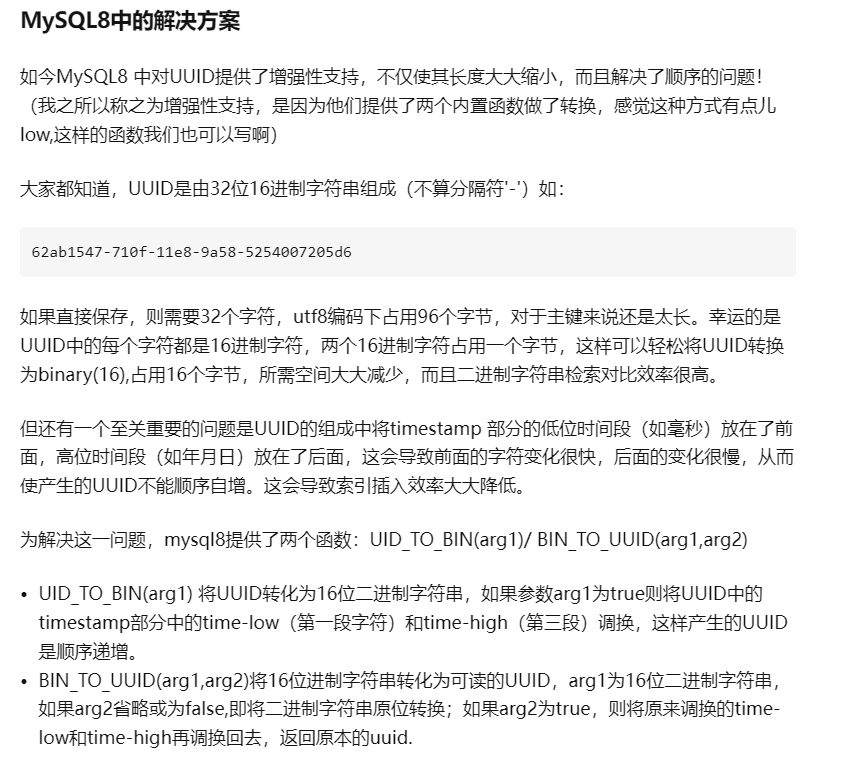 MySQL8中的解决方案
如今MySQL8 中对UUID提供了增强性支持，不仅使其长度大大缩小，而且解决了顺序的问题！
（我之所以称之为增强性支持，是因为他们提供了两个内置函数做了转换，感觉这种方式有点儿
low,这样的函数我们也可以写啊）
大家都知道，UUID是由32位16进制字符串组成（不算分隔符'-'）如：
62ab1547-710f-11e8-9a58-5254007205d6
如果直接保存，则需要32个字符，utf8编码下占用96个字节，对于主键来说还是太长。幸运的是
UUID中的每个字符都是16进制字符，两个16进制字符占用一个字节，这样可以轻松将UUID转换
为binary(16),占用16个字节，所需空间大大减少，而且二进制字符串检索对比效率很高。
但还有一个至关重要的问题是UUID的组成中将timestamp 部分的低位时间段（如毫秒）放在了前
面，高位时间段（如年月日）放在了后面，这会导致前面的字符变化很快，后面的变化很慢，从而
使产生的UUID不能顺序自增。这会导致索引插入效率大大降低。
为解决这一问题，mysql8提供了两个函数：UID_TO_BIN(arg1)/ BIN_TO_UUID(arg1,arg2)
• UID_TO_BIN(arg1) 将UUID转化为16位二进制字符串，如果参数arg1为true则将UUID中的
timestamp部分中的time-low（第一段字符）和time-high（第三段）调换，这样产生的UUID
是顺序递增。
• BIN_TO_UUID(arg1,arg2)将16位进制字符串转化为可读的UUID，arg1为16位二进制字符串，
如果arg2省略或为false,即将二进制字符串原位转换；如果arg2为true，则将原来调换的time-
low和time-high再调换回去，返回原本的uuid.